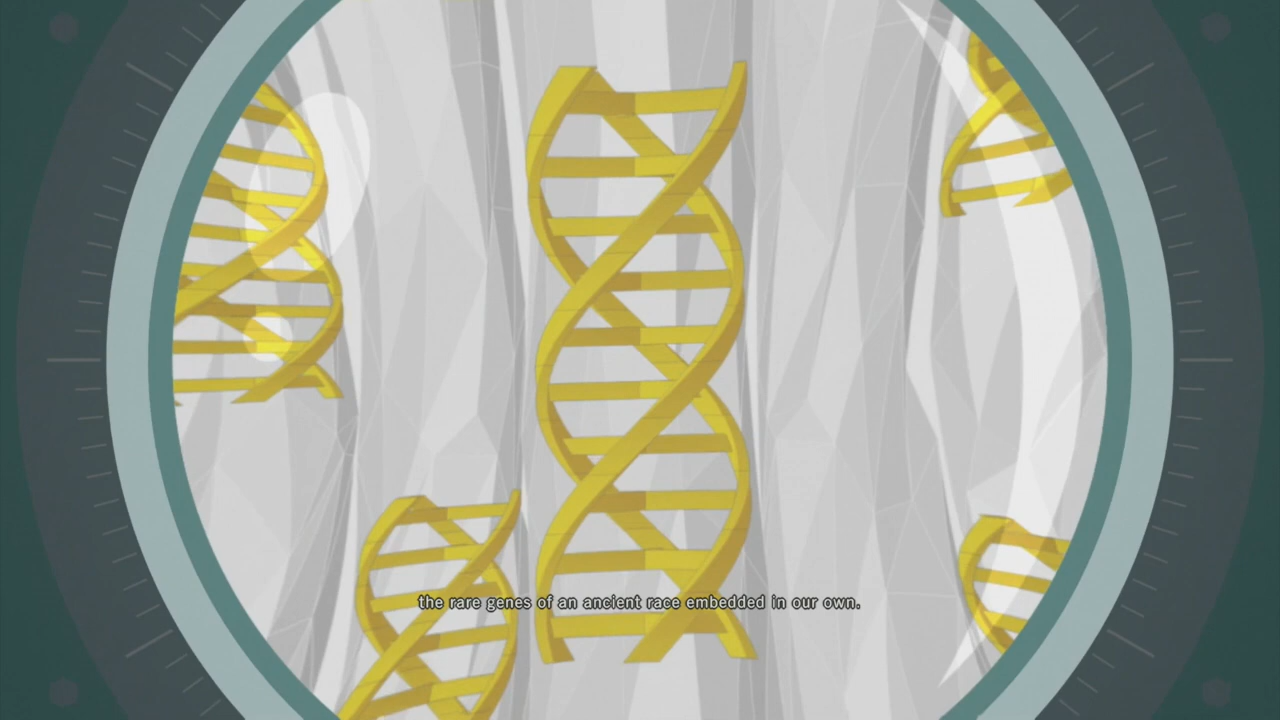 the rare genes of an ancient race embedded in our own.